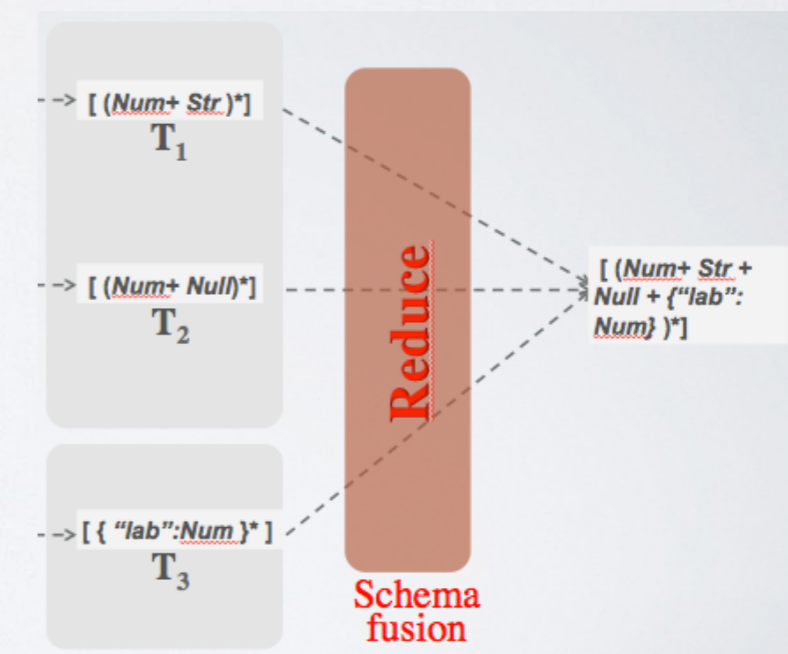 [ (Num+ Str )*]
T1
[ (Num+ Null)*]
T2
[ { “lab”:Num }* ]
T3
Reduce
Schema
fusion
[ (Num+ Str +
Null + {“lab”:
Num} )*]